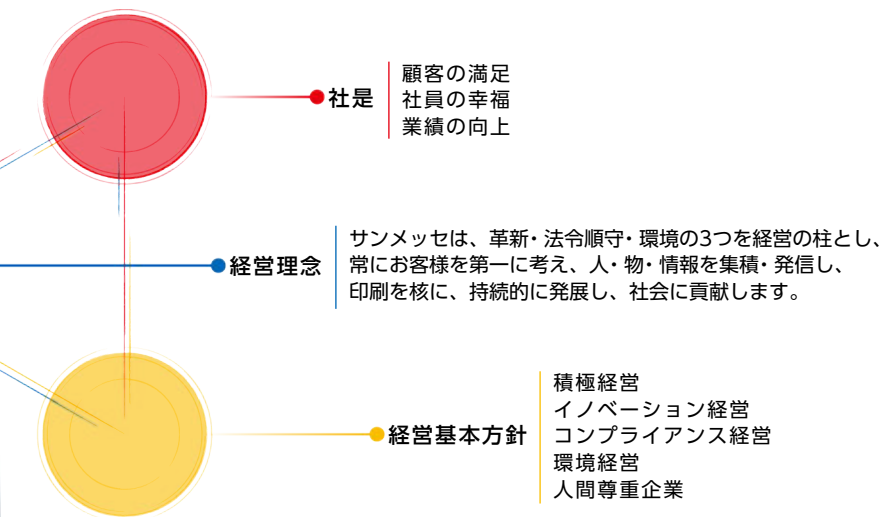 社是
顧客の満足
社員の幸福
業績の向上
経営理念
サンメッセは、革新・法令順守・環境の3つを経営の柱とし、
常にお客様を第一に考え、人・物・情報を集積・発信し、
印刷を核に、持続的に発展し、社会に貢献します。
経営基本方針
積極経営
イノベーション経営
コンプライアンス経営
環境経営
人間尊重企業